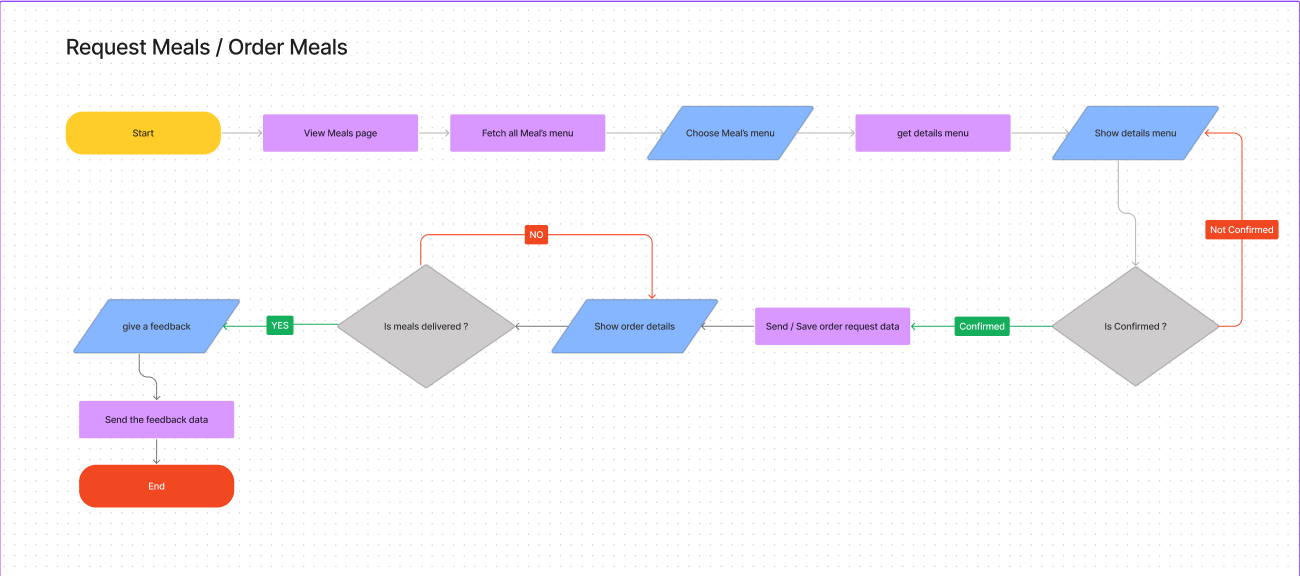 Request Meals / Order Meals
Start
View Meals page
Fetch all Meal's menu
Choose Meal's menu
get details menu
Show details menu
Not Confirmed
NO
give a feedback
YES
Is meals delivered ?
Show order details
Send / Save order request data
Confirmed
Is Confirmed ?
Send the feedback data
End